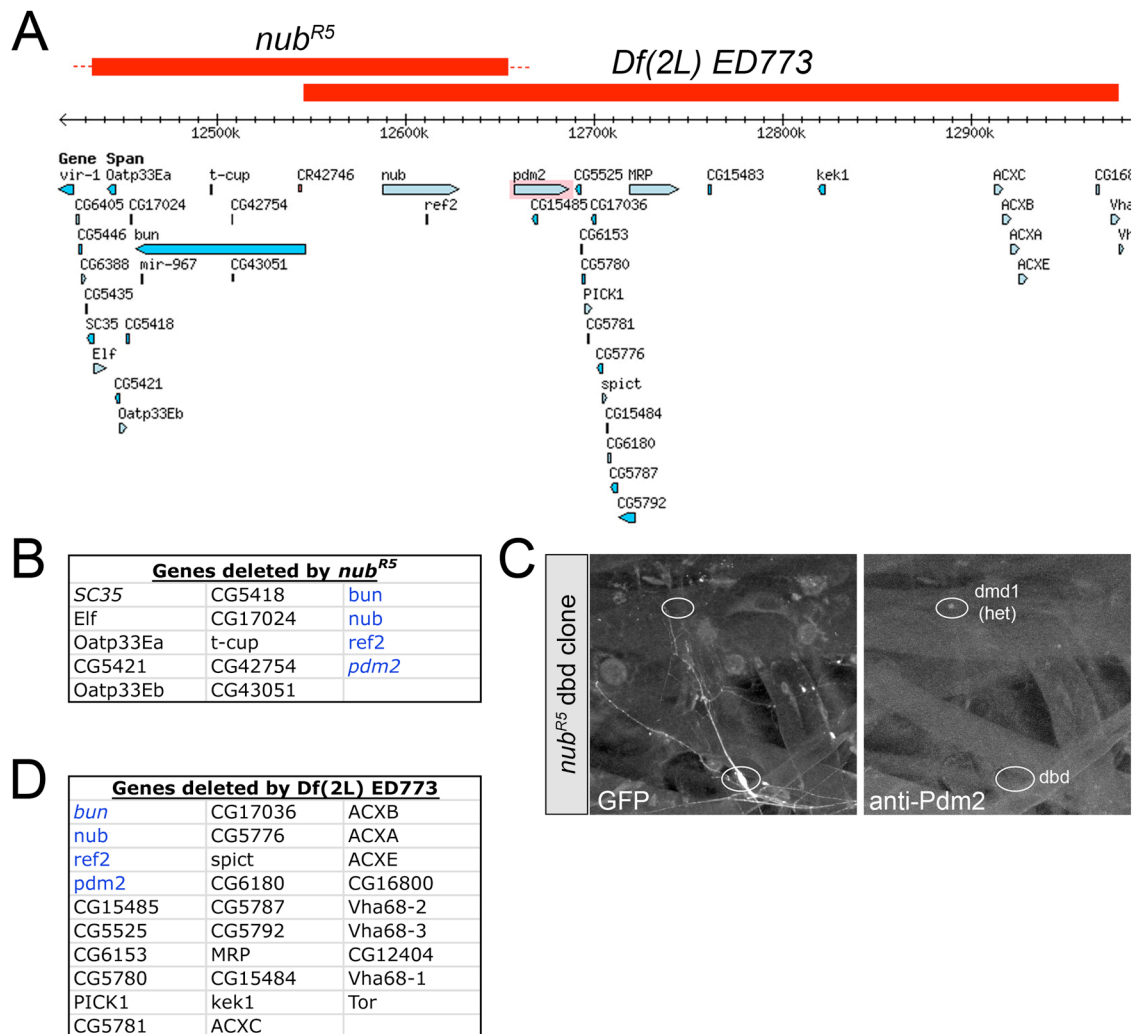 A
nubR5
Df(2L) ED773
12500k 12600k 12700k 12800k 12900k
Gene Span
vir-1 Oatp33Ea t-cup CR42746 nub pdm2 CG5525 MRP CG15483 kek1 ACXC CG168
CG6405 CG17024 CG42754 ref2 CG15485 CG17036 ACXB Vha
CG5446 bun CG6153 ACXA Vh
CG6388 mir-967 CG43051 CG5780 ACXE
CG5435 PICK1
SC35 CG5418 CG5781
Elf CG5776
CG5421 spict
Oatp33Eb CG15484
CG6180
CG5787
CG5792
B
Genes deleted by nubR5
SC35 CG5418 bun
Elf CG17024 nub
Oatp33Ea t-cup ref2
CG5421 CG42754 pdm2
Oatp33Eb CG43051
C
nubR5 dbd clone
GFP
dmd1
(het)
dbd
anti-Pdm2
D
Genes deleted by Df(2L) ED773
bun CG17036 ACXB
nub CG5776 ACXA
ref2 spict ACXE
pdm2 CG6180 CG16800
CG15485 CG5787 Vha68-2
CG5525 CG5792 Vha68-3
CG6153 MRP CG12404
CG5780 CG15484 Vha68-1
PICK1 kek1 Tor
CG5781 ACXC